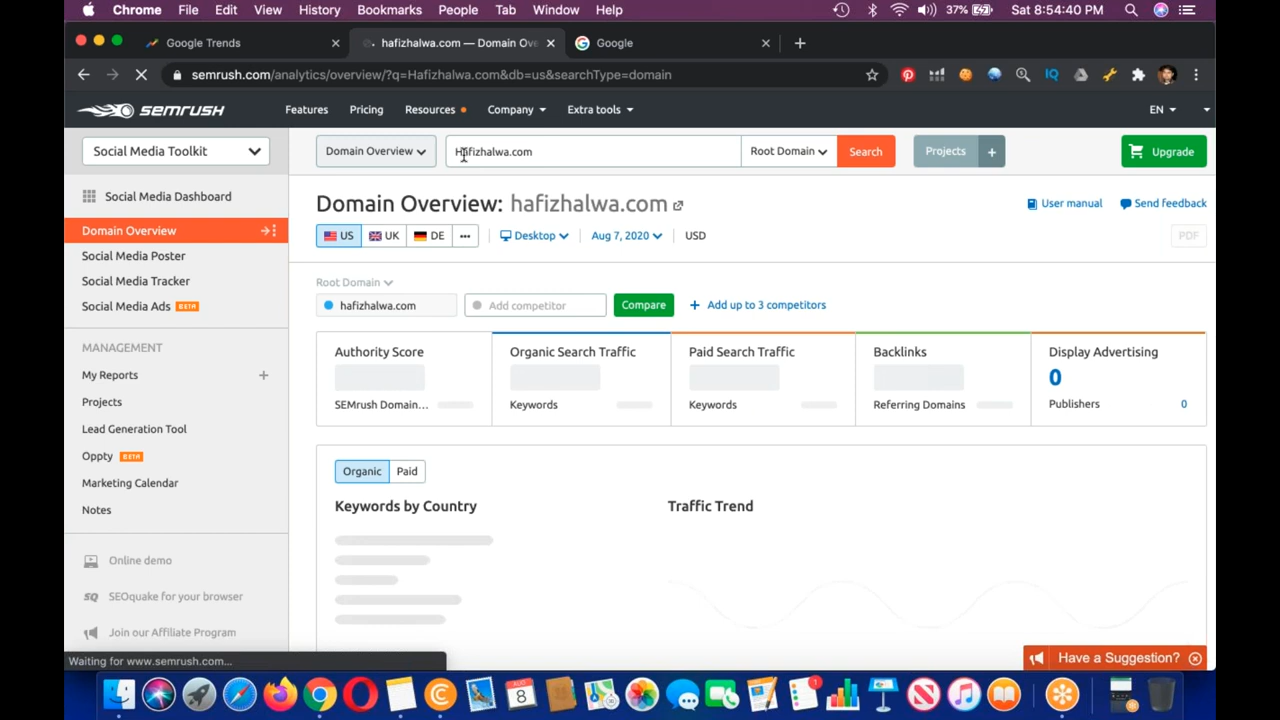 Chrome File Edit View History Bookmarks People Tab Window Help 37% Sat 8:54:40 PM
Google Trends hafizhalwa.com — Domain Ove Google
semrush.com/analytics/overview/?q=Hafizhalwa.com&db=us&searchType=domain IQ
SEMRUSH Features Pricing Resources Company Extra tools EN
Social Media Toolkit
Domain Overview Hafizhalwa.com Root Domain Search Projects + Upgrade
Social Media Dashboard
Domain Overview
Social Media Poster
Social Media Tracker
Social Media Ads BETA
MANAGEMENT
My Reports +
Projects
Lead Generation Tool
Oppty BETA
Marketing Calendar
Notes
Online demo
SQ SEOquake for your browser
Join our Affiliate Program
Domain Overview: hafizhalwa.com User manual Send feedback
US UK DE ••• Desktop Aug 7, 2020 USD PDF
Root Domain
hafizhalwa.com Add competitor Compare + Add up to 3 competitors
Authority Score Organic Search Traffic Paid Search Traffic Backlinks Display Advertising
0
SEMrush Domain... Keywords Keywords Referring Domains Publishers 0
Organic Paid
Keywords by Country Traffic Trend
Waiting for www.semrush.com...
Have a Suggestion?
8
1